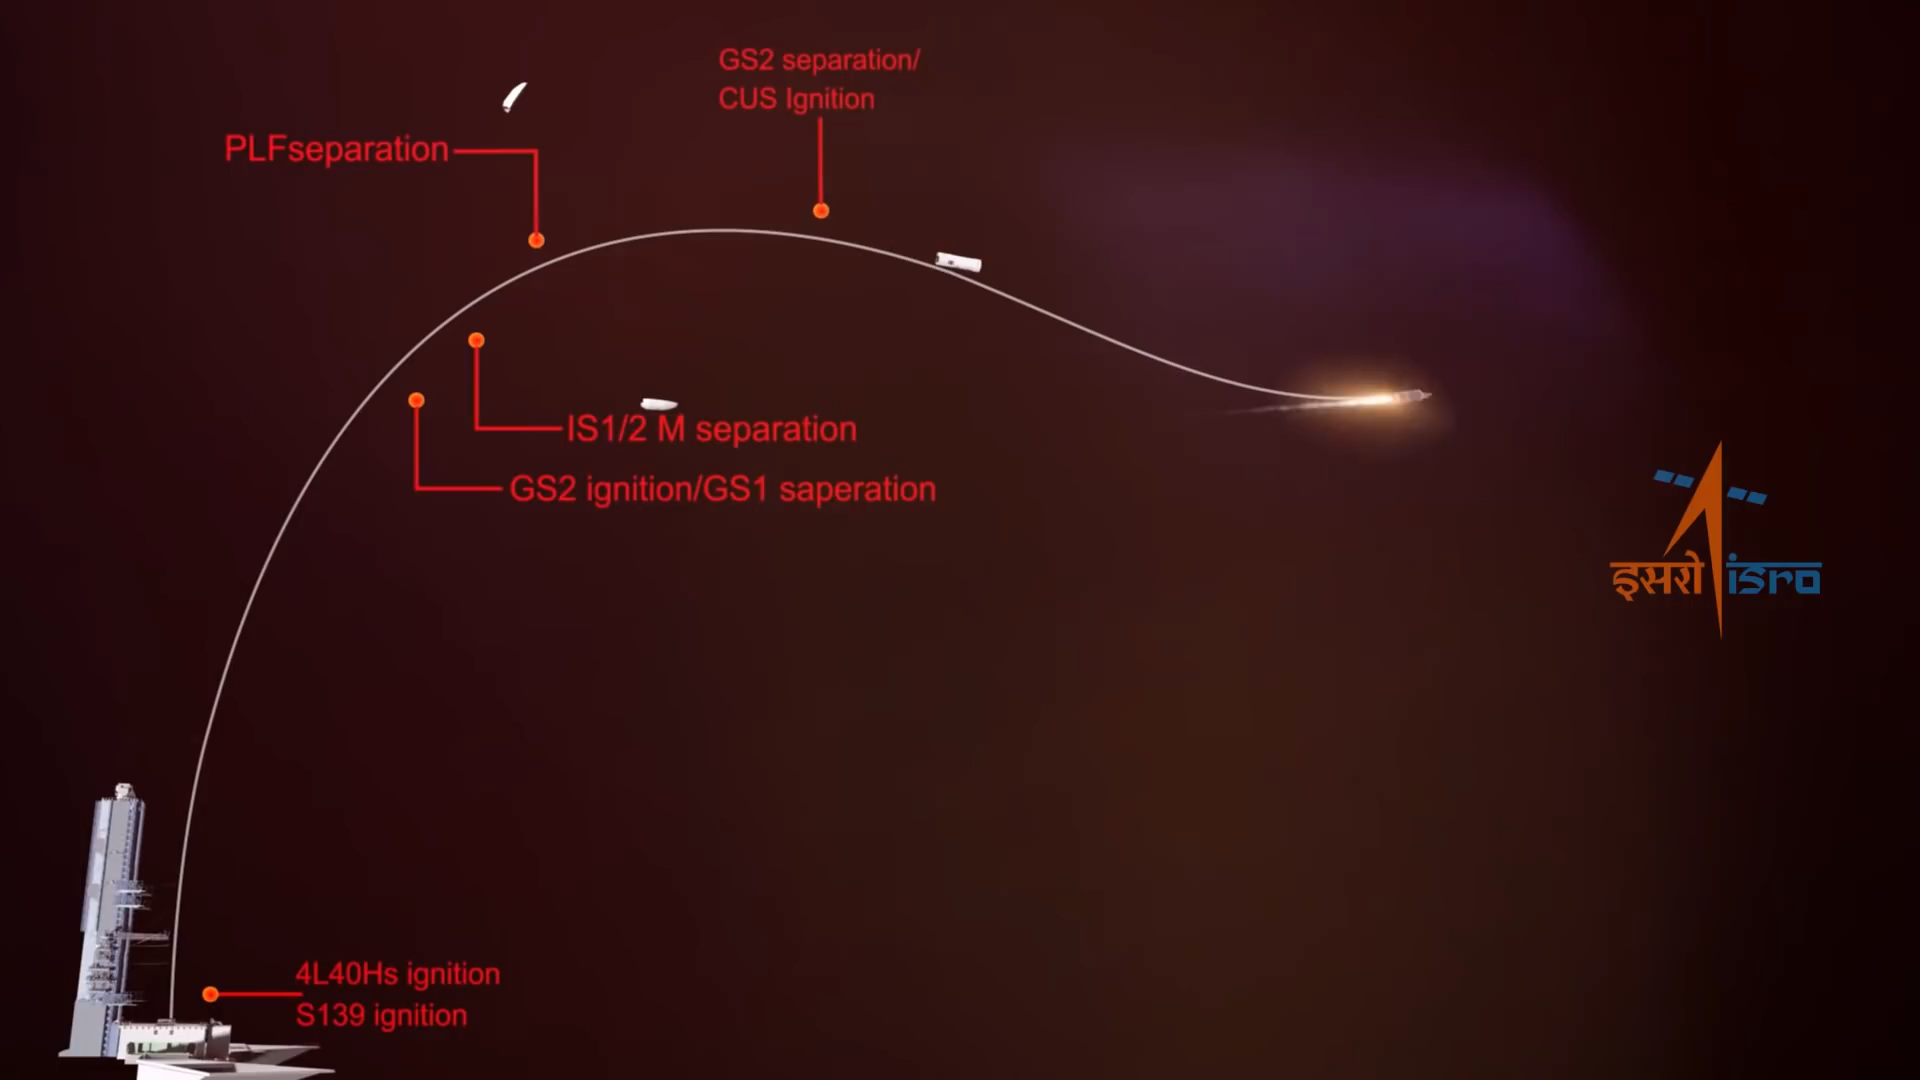 GS2 separation/
CUS Ignition
PLFseparation
IS1/2 M separation
GS2 ignition/GS1 saperation
इसरो isro
4L40Hs ignition
S139 ignition